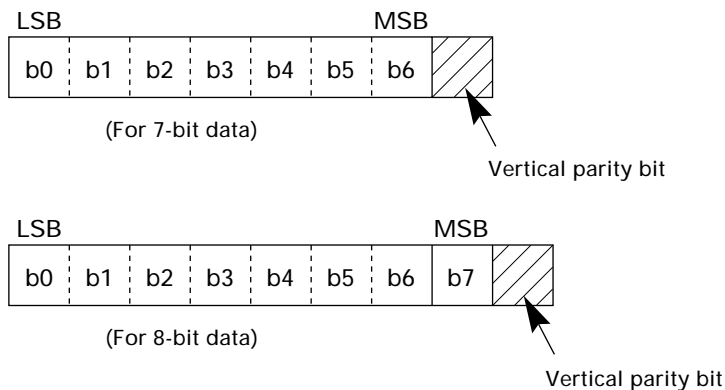 LSB MSB
b0 b1 b2 b3 b4 b5 b6
(For 7-bit data)
Vertical parity bit
LSB MSB
b0 b1 b2 b3 b4 b5 b6 b7
(For 8-bit data)
Vertical parity bit